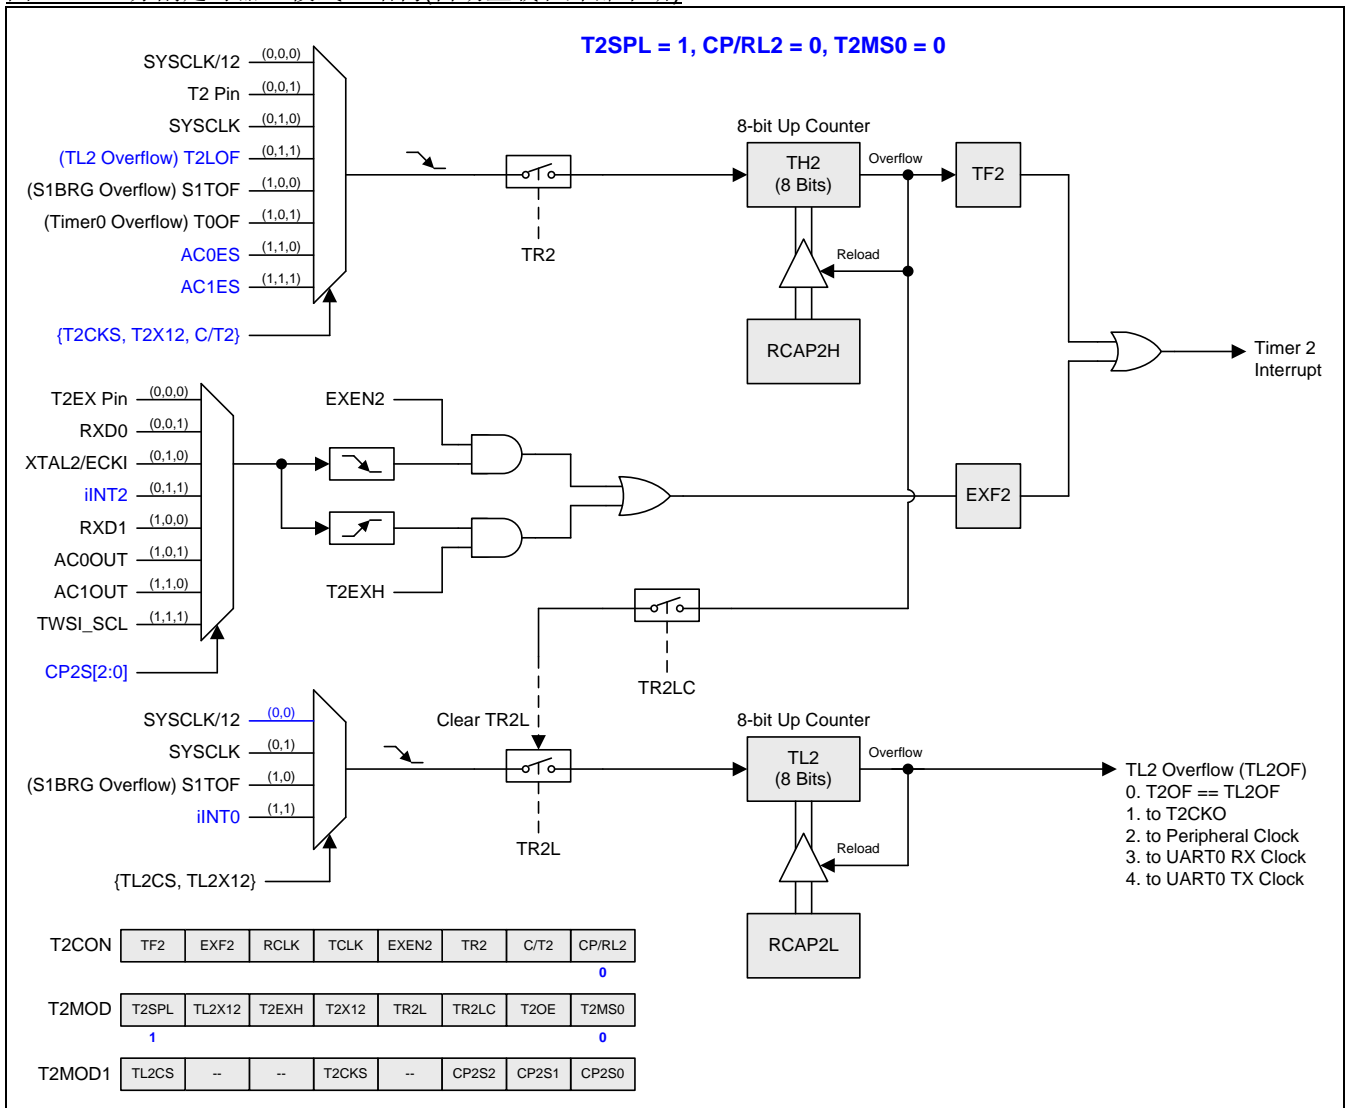 T2SPL = 1, CP/RL2 = 0, T2MS0 = 0
SYSCLK/12 (0,0,0)
T2 Pin (0,0,1)
SYSCLK (0,1,0)
(TL2 Overflow) T2LOF (0,1,1)
(S1BRG Overflow) S1TOF (1,0,0)
(Timer0 Overflow) T0OF (1,0,1)
AC0ES (1,1,0)
AC1ES (1,1,1)
{T2CKS, T2X12, C/T2}
TR2
8-bit Up Counter
TH2
(8 Bits)
Overflow
TF2
Reload
RCAP2H
Timer 2
Interrupt
T2EX Pin (0,0,0)
RXD0 (0,0,1)
XTAL2/ECKI (0,1,0)
iINT2 (0,1,1)
RXD1 (1,0,0)
AC0OUT (1,0,1)
AC1OUT (1,1,0)
TWSI_SCL (1,1,1)
CP2S[2:0]
EXEN2
T2EXH
EXF2
TR2LC
SYSCLK/12 (0,0)
SYSCLK (0,1)
(S1BRG Overflow) S1TOF (1,0)
iINT0 (1,1)
{TL2CS, TL2X12}
Clear TR2L
TR2L
8-bit Up Counter
TL2
(8 Bits)
Overflow
Reload
RCAP2L
TL2 Overflow (TL2OF)
0. T2OF == TL2OF
1. to T2CKO
2. to Peripheral Clock
3. to UART0 RX Clock
4. to UART0 TX Clock
T2CON TF2 EXF2 RCLK TCLK EXEN2 TR2 C/T2 CP/RL2
0
T2MOD T2SPL TL2X12 T2EXH T2X12 TR2L TR2LC T2OE T2MS0
1 0
T2MOD1 TL2CS -- -- T2CKS -- CP2S2 CP2S1 CP2S0